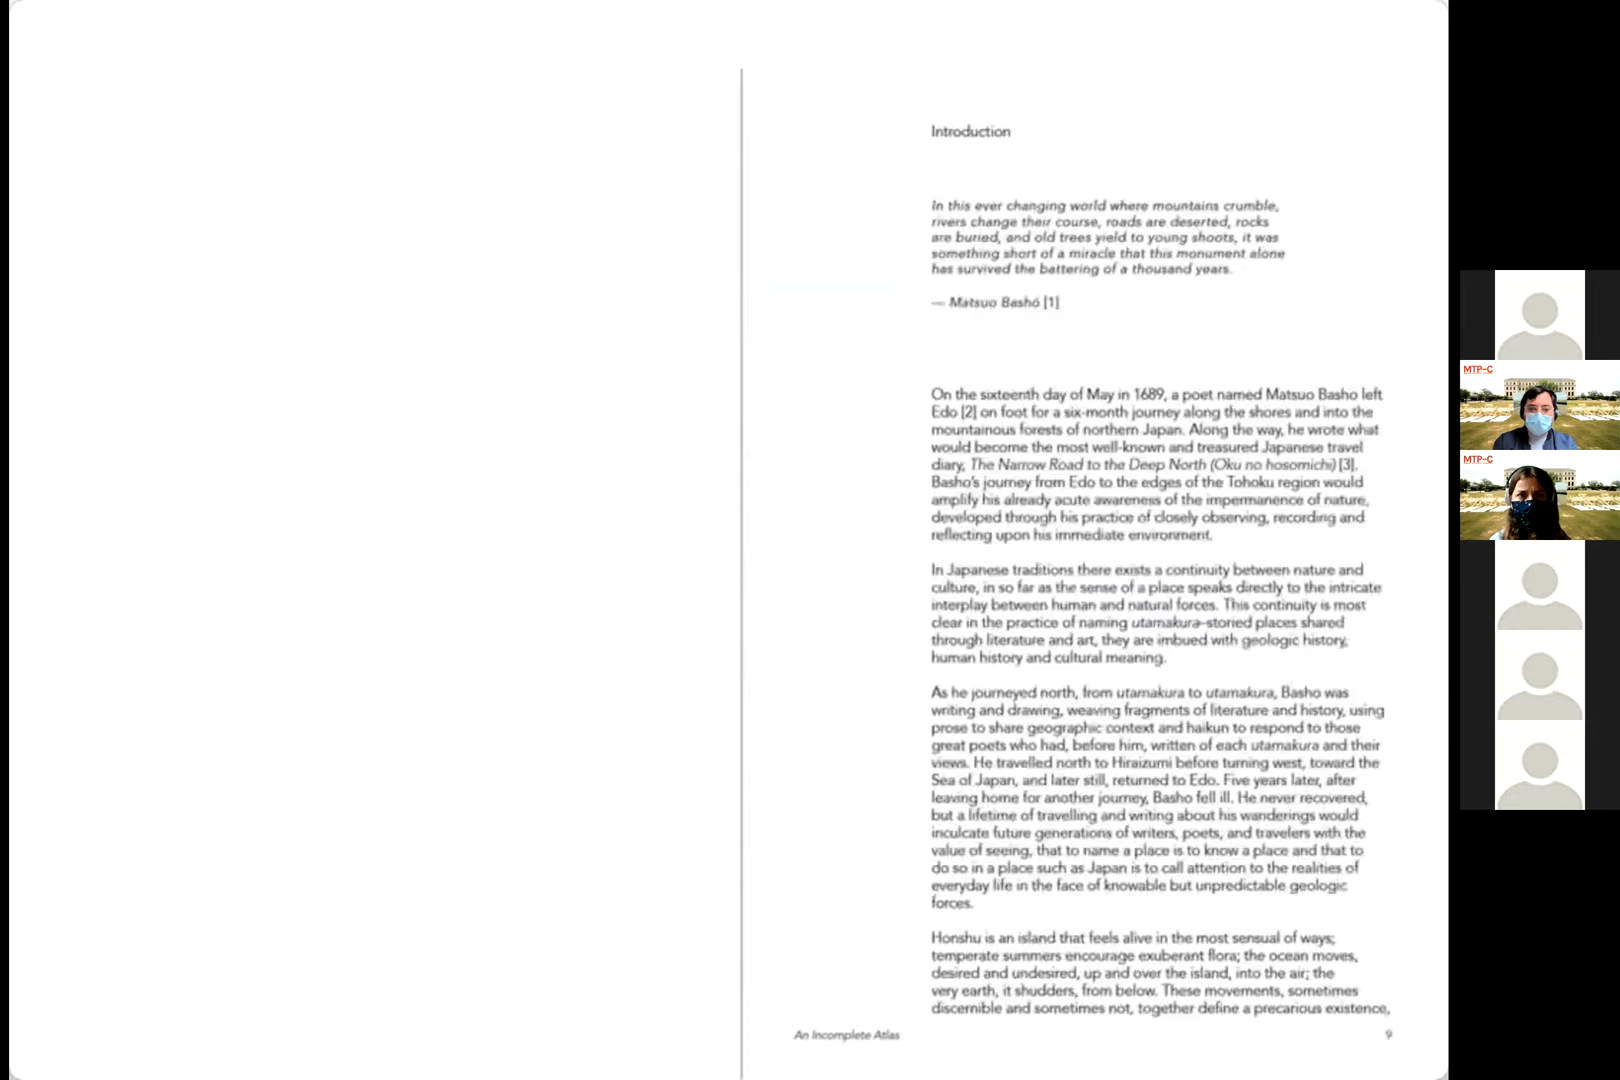 Introduction
In this ever changing world where mountains crumble,
rivers change their course, roads are deserted, rocks
are buried, and old trees yield to young shoots, it was
something short of a miracle that this monument alone
has survived the battering of a thousand years.
— Matsuo Bashō [1]
On the sixteenth day of May in 1689, a poet named Matsuo Basho left
Edo [2] on foot for a six-month journey along the shores and into the
mountainous forests of northern Japan. Along the way, he wrote what
would become the most well-known and treasured Japanese travel
diary, The Narrow Road to the Deep North (Oku no hosomichi) [3].
Basho's journey from Edo to the edges of the Tohoku region would
amplify his already acute awareness of the impermanence of nature,
developed through his practice of closely observing, recording and
reflecting upon his immediate environment.
In Japanese traditions there exists a continuity between nature and
culture, in so far as the sense of a place speaks directly to the intricate
interplay between human and natural forces. This continuity is most
clear in the practice of naming utamakura–storied places shared
through literature and art, they are imbued with geologic history,
human history and cultural meaning.
As he journeyed north, from utamakura to utamakura, Basho was
writing and drawing, weaving fragments of literature and history, using
prose to share geographic context and haikun to respond to those
great poets who had, before him, written of each utamakura and their
views. He travelled north to Hiraizumi before turning west, toward the
Sea of Japan, and later still, returned to Edo. Five years later, after
leaving home for another journey, Basho fell ill. He never recovered,
but a lifetime of travelling and writing about his wanderings would
inculcate future generations of writers, poets, and travelers with the
value of seeing, that to name a place is to know a place and that to
do so in a place such as Japan is to call attention to the realities of
everyday life in the face of knowable but unpredictable geologic
forces.
Honshu is an island that feels alive in the most sensual of ways;
temperate summers encourage exuberant flora; the ocean moves,
desired and undesired, up and over the island, into the air; the
very earth, it shudders, from below. These movements, sometimes
discernible and sometimes not, together define a precarious existence,
An Incomplete Atlas
9
MTP-C
MTP-C